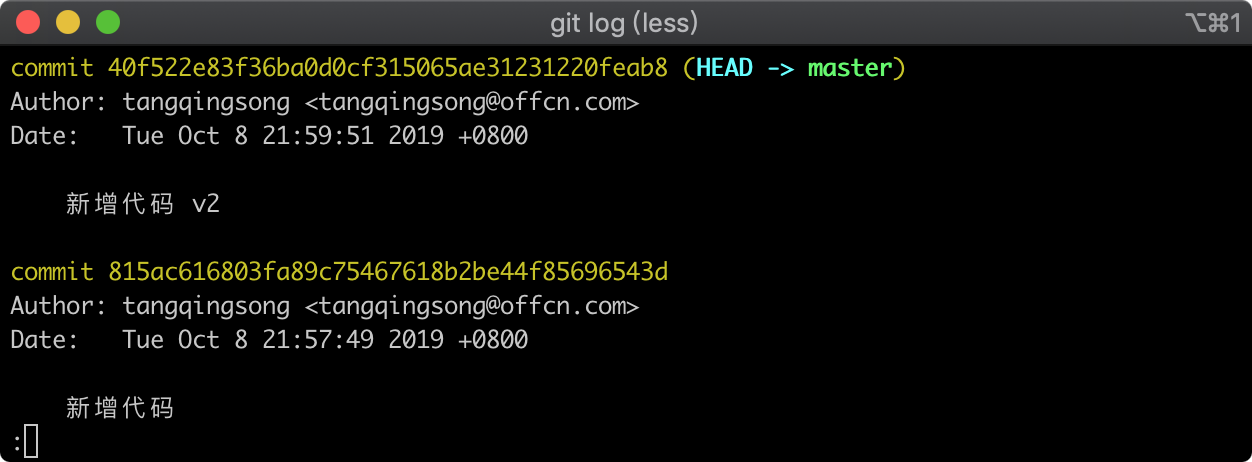 git log (less)
⌥⌘1
commit 40f522e83f36ba0d0cf315065ae31231220feab8 (HEAD -> master)
Author: tangqingsong <tangqingsong@offcn.com>
Date:   Tue Oct 8 21:59:51 2019 +0800
新增代码 v2
commit 815ac616803fa89c75467618b2be44f85696543d
Author: tangqingsong <tangqingsong@offcn.com>
Date:   Tue Oct 8 21:57:49 2019 +0800
新增代码
: